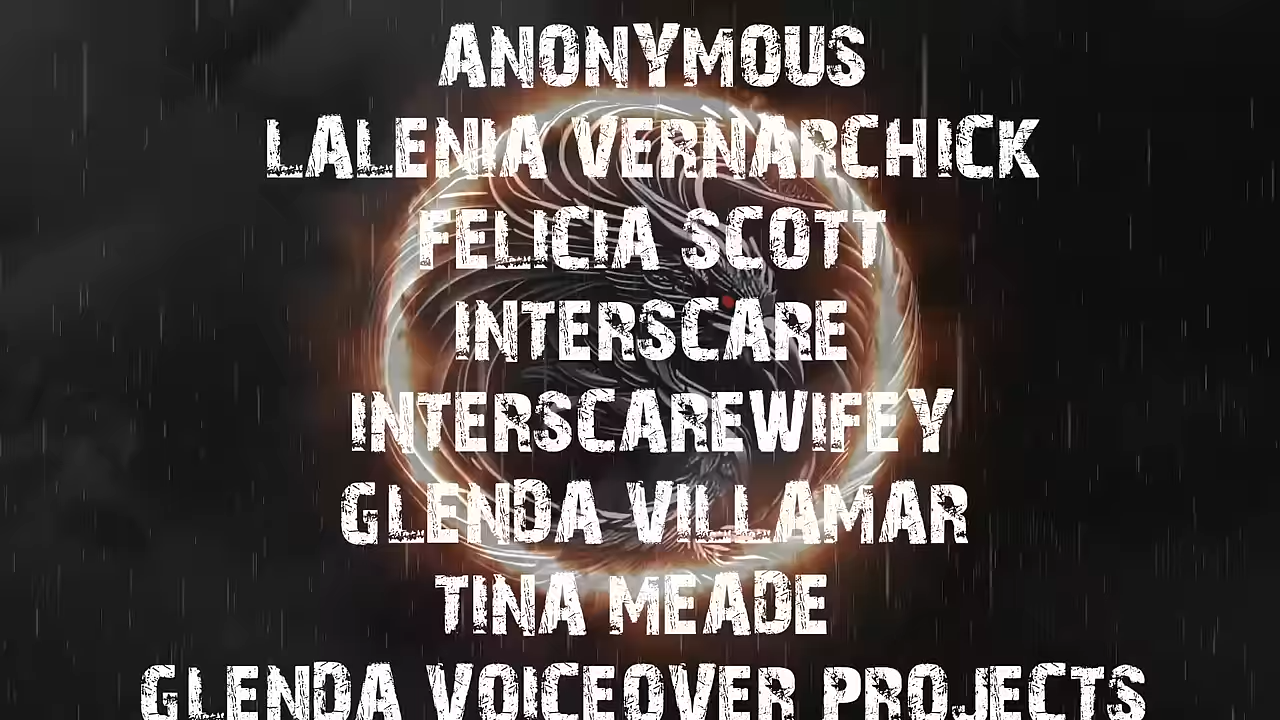 ANONYMOUS
LALENIA VERNARCHICK
FELICIA SCOTT
INTERSCARE
INTERSCAREWIFEY
GLENDA VILLAMAR
TINA MEADE
GLENDA VOICEOVER PROJECTS